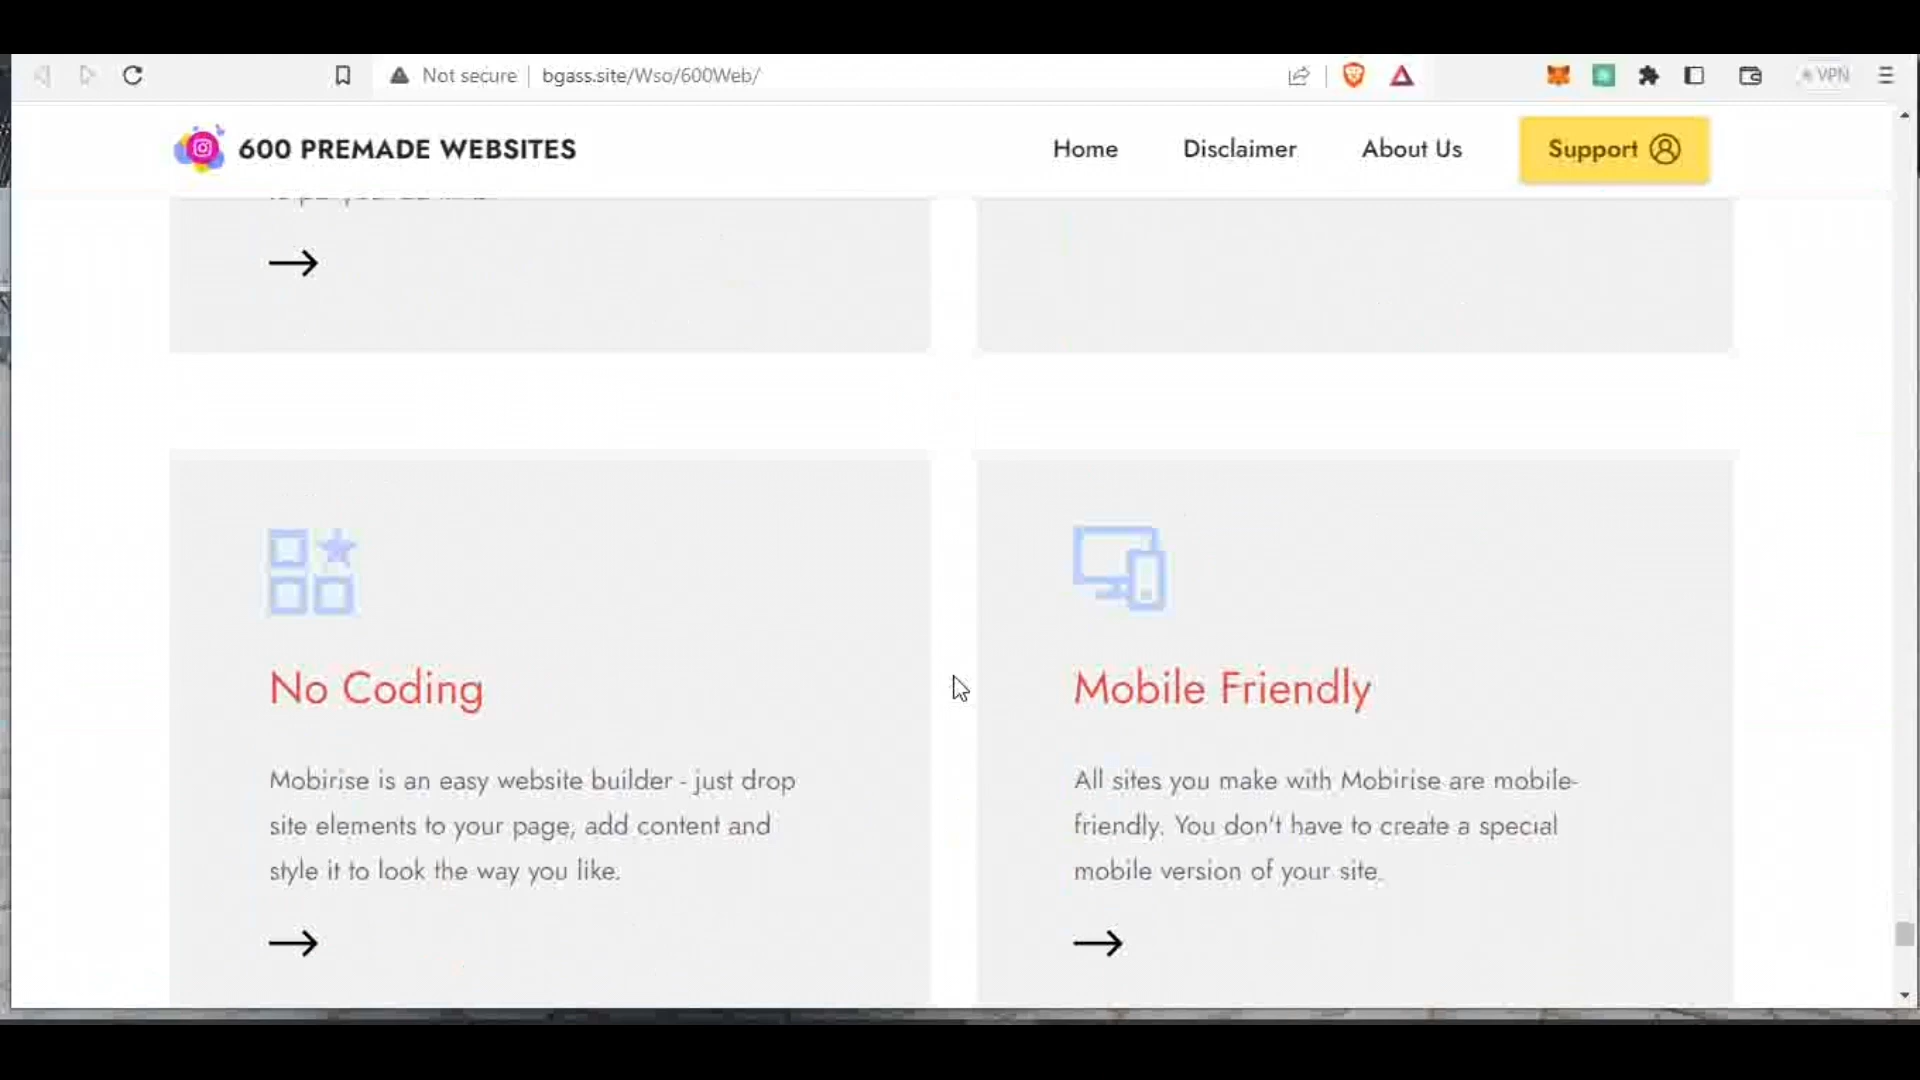 Not secure
bgass.site/Wso/600Web/
VPN
600 PREMADE WEBSITES
Home
Disclaimer
About Us
Support
No Coding
Mobirise is an easy website builder - just drop
site elements to your page, add content and
style it to look the way you like.
Mobile Friendly
All sites you make with Mobirise are mobile-
friendly. You don't have to create a special
mobile version of your site.